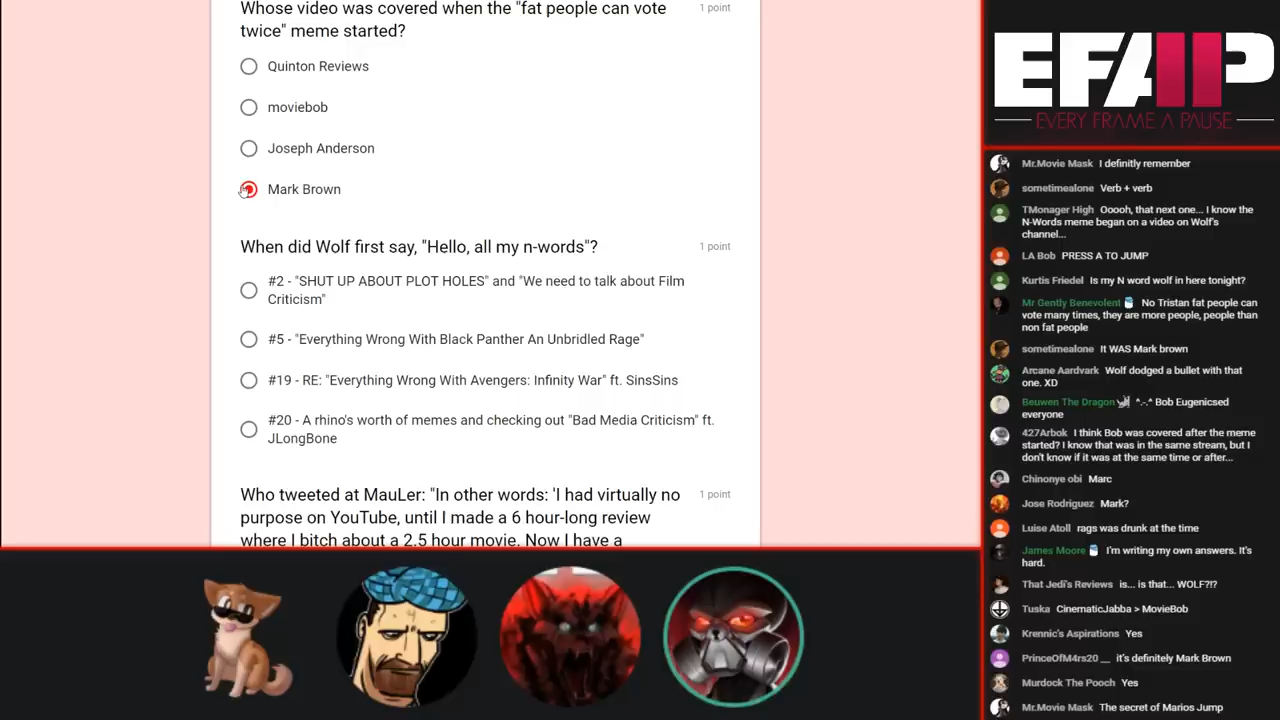 Whose video was covered when the "fat people can vote
twice" meme started?
1 point
Quinton Reviews
moviebob
Joseph Anderson
Mark Brown
When did Wolf first say, "Hello, all my n-words"?
1 point
#2 - "SHUT UP ABOUT PLOT HOLES" and "We need to talk about Film
Criticism"
#5 - "Everything Wrong With Black Panther An Unbridled Rage"
#19 - RE: "Everything Wrong With Avengers: Infinity War" ft. SinsSins
#20 - A rhino's worth of memes and checking out "Bad Media Criticism" ft.
JLongBone
Who tweeted at MauLer: "In other words: 'I had virtually no
purpose on YouTube, until I made a 6 hour-long review
where I bitch about a 2.5 hour movie. Now I have a
1 point
EFAP
EVERY FRAME A PAUSE
Mr.Movie Mask I definitly remember
sometimealone Verb + verb
TMonager High Ooooh, that next one... I know the
N-Words meme began on a video on Wolf's
channel...
LA Bob PRESS A TO JUMP
Kurtis Friedel Is my N word wolf in here tonight?
Mr Gently Benevolent No Tristan fat people can
vote many times, they are more people, people than
non fat people
sometimealone It WAS Mark brown
Arcane Aardvark Wolf dodged a bullet with that
one. XD
Beuwen The Dragon ^.-.^ Bob Eugenicsed
everyone
427Arbok I think Bob was covered after the meme
started? I know that was in the same stream, but I
don't know if it was at the same time or after...
Chinonye obi Marc
Jose Rodriguez Mark?
Luise Atoll rags was drunk at the time
James Moore I'm writing my own answers. It's
hard.
That Jedi's Reviews is... is that... WOLF?!?
Tuska CinematicJabba > MovieBob
Krennic's Aspirations Yes
PrinceOfM4rs20 __ it's definitely Mark Brown
Murdock The Pooch Yes
Mr.Movie Mask The secret of Marios Jump